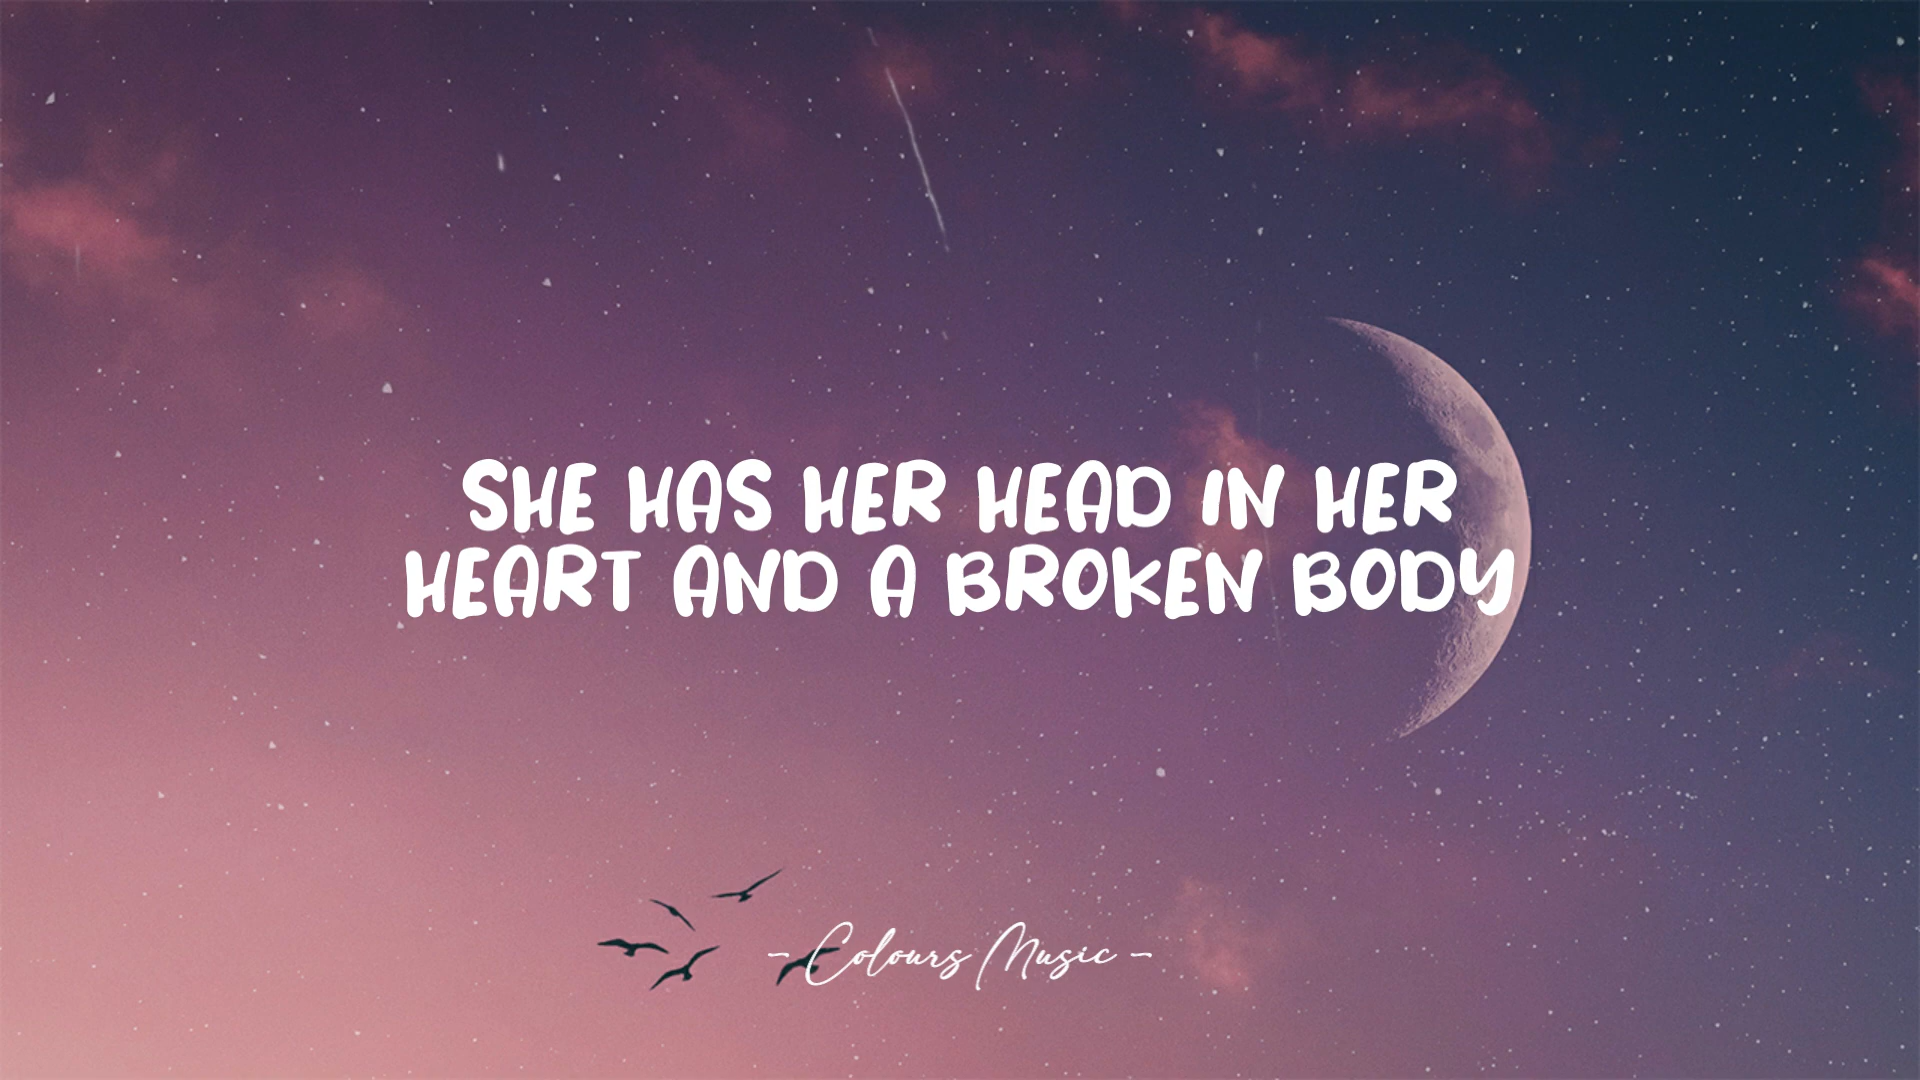 SHE HAS HER HEAD IN HER
HEART AND A BROKEN BODY
- Colours Music -